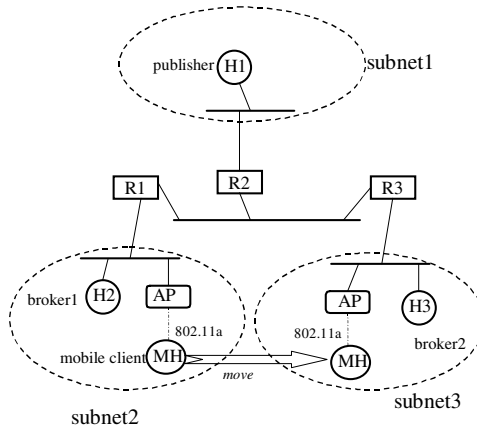 publisher
H1
subnet1
R1
R2
R3
broker1
H2
AP
AP
H3
802.11a
802.11a
broker2
mobile client
MH
MH
move
subnet2
subnet3